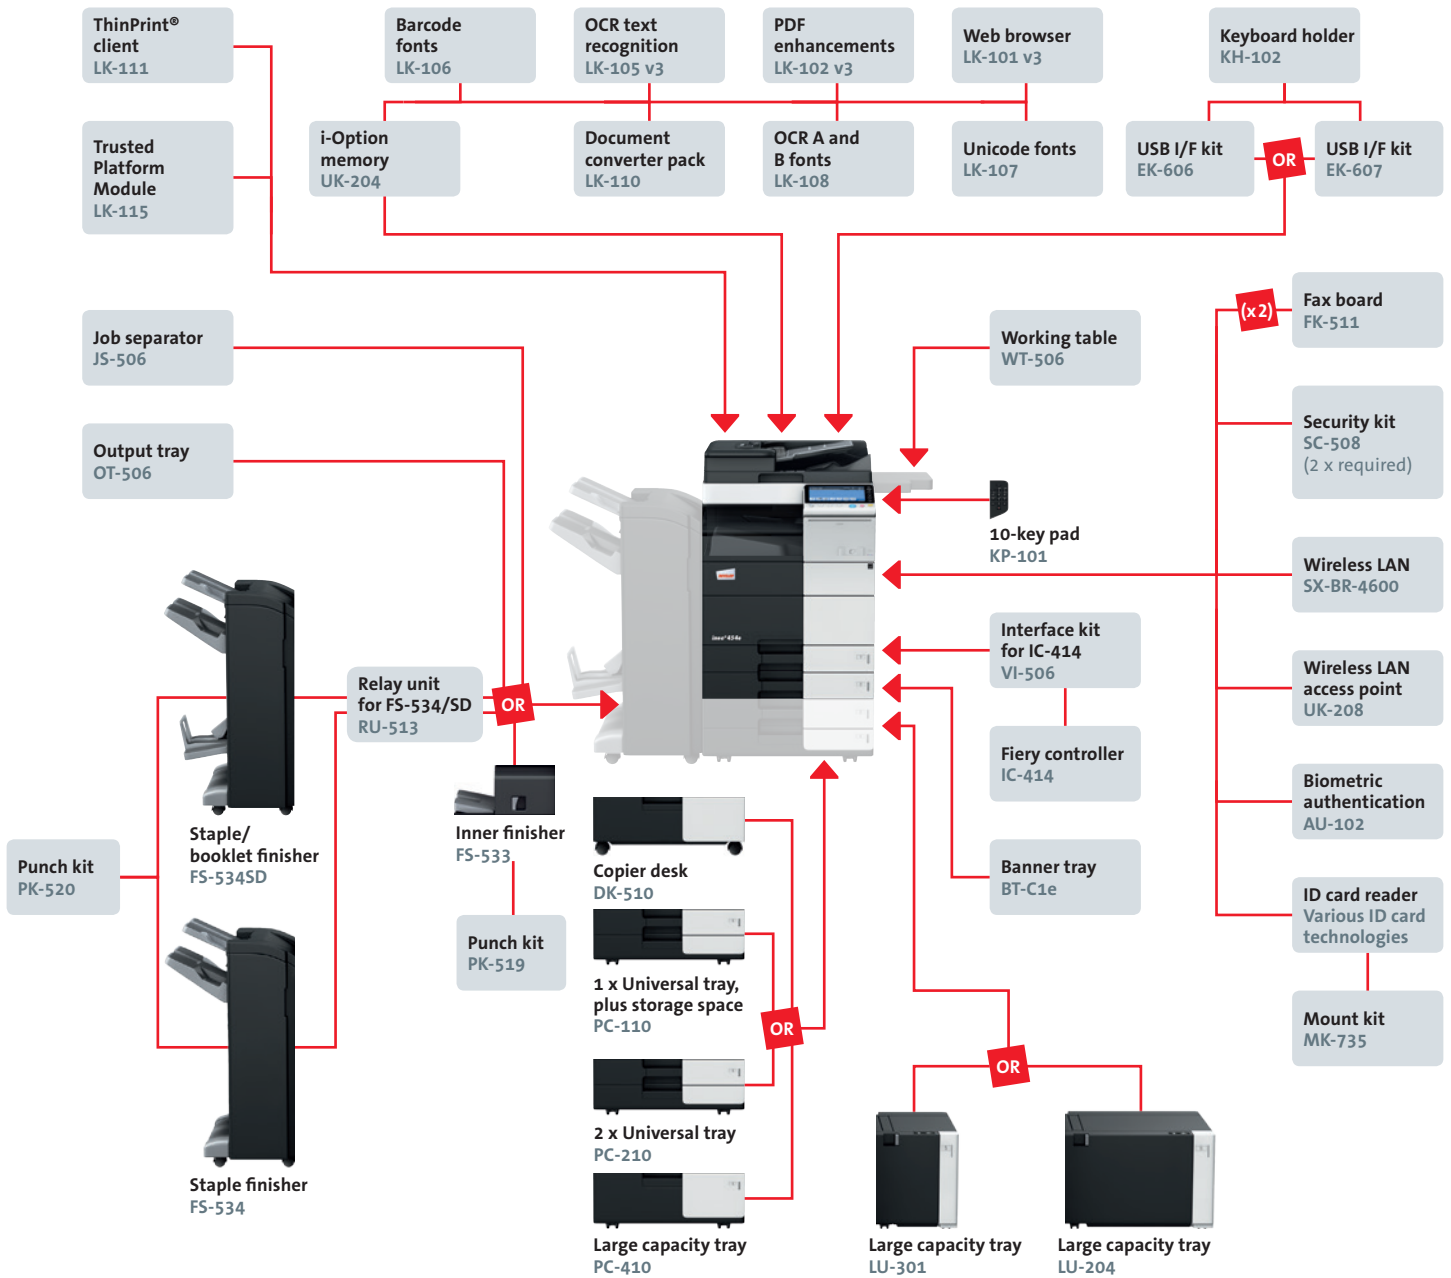 ThinPrint®
client
LK-111
Barcode
fonts
LK-106
OCR text
recognition
LK-105 v3
PDF
enhancements
LK-102 v3
Web browser
LK-101 v3
Keyboard holder
KH-102
Trusted
Platform
Module
LK-115
i-Option
memory
UK-204
Document
converter pack
LK-110
OCR A and
B fonts
LK-108
Unicode fonts
LK-107
USB I/F kit
EK-606
OR
USB I/F kit
EK-607
Job separator
JS-506
Working table
WT-506
(x2)
Fax board
FK-511
Output tray
OT-506
Security kit
SC-508
(2 x required)
10-key pad
KP-101
Wireless LAN
SX-BR-4600
ineo+454e
Interface kit
for IC-414
VI-506
Relay unit
for FS-534/SD
RU-513
OR
Wireless LAN
access point
UK-208
Fiery controller
IC-414
Biometric
authentication
AU-102
Staple/
booklet finisher
FS-534SD
Inner finisher
FS-533
Copier desk
DK-510
Banner tray
BT-C1e
Punch kit
PK-520
ID card reader
Various ID card
technologies
Punch kit
PK-519
1 x Universal tray,
plus storage space
PC-110
OR
Mount kit
MK-735
OR
2 x Universal tray
PC-210
Staple finisher
FS-534
Large capacity tray
PC-410
Large capacity tray
LU-301
Large capacity tray
LU-204